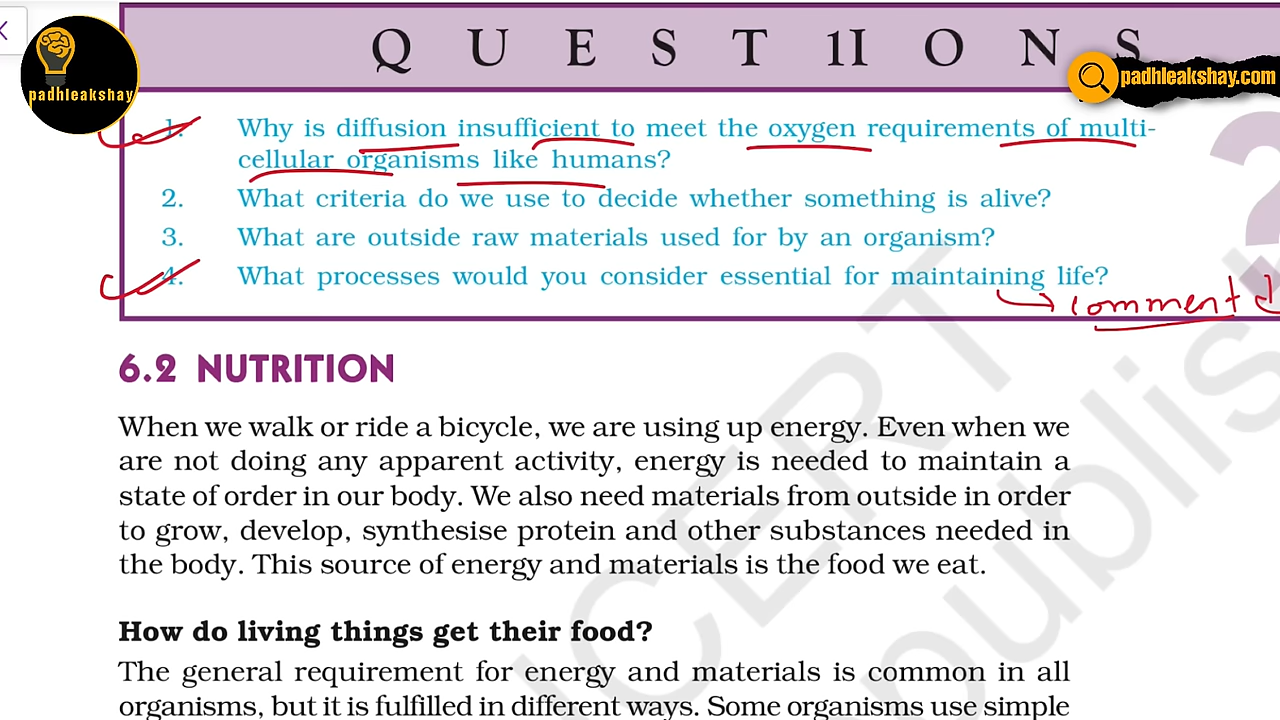 padhleakshay
Q U E S T 1I O N S
padhleakshay.com
1. Why is diffusion insufficient to meet the oxygen requirements of multi-
cellular organisms like humans?
2. What criteria do we use to decide whether something is alive?
3. What are outside raw materials used for by an organism?
4. What processes would you consider essential for maintaining life?
comment
?
6.2 NUTRITION
When we walk or ride a bicycle, we are using up energy. Even when we
are not doing any apparent activity, energy is needed to maintain a
state of order in our body. We also need materials from outside in order
to grow, develop, synthesise protein and other substances needed in
the body. This source of energy and materials is the food we eat.
How do living things get their food?
The general requirement for energy and materials is common in all
organisms, but it is fulfilled in different ways. Some organisms use simple